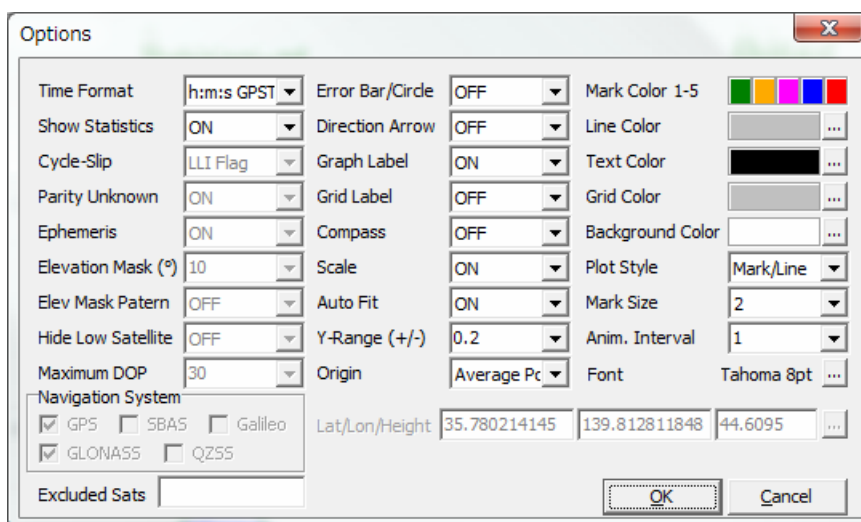 Options
Time Format h:m:s GPST Error Bar/Circle OFF Mark Color 1-5
Show Statistics ON Direction Arrow OFF Line Color ...
Cycle-Slip LLI Flag Graph Label ON Text Color ...
Parity Unknown ON Grid Label OFF Grid Color ...
Ephemeris ON Compass OFF Background Color ...
Elevation Mask (°) 10 Scale ON Plot Style Mark/Line
Elev Mask Patern OFF Auto Fit ON Mark Size 2
Hide Low Satellite OFF Y-Range (+/-) 0.2 Anim. Interval 1
Maximum DOP 30 Origin Average Pc Font Tahoma 8pt ...
Navigation System
GPS SBAS Galileo Lat/Lon/Height 35.780214145 139.812811848 44.6095 ...
GLONASS QZSS
Excluded Sats OK Cancel